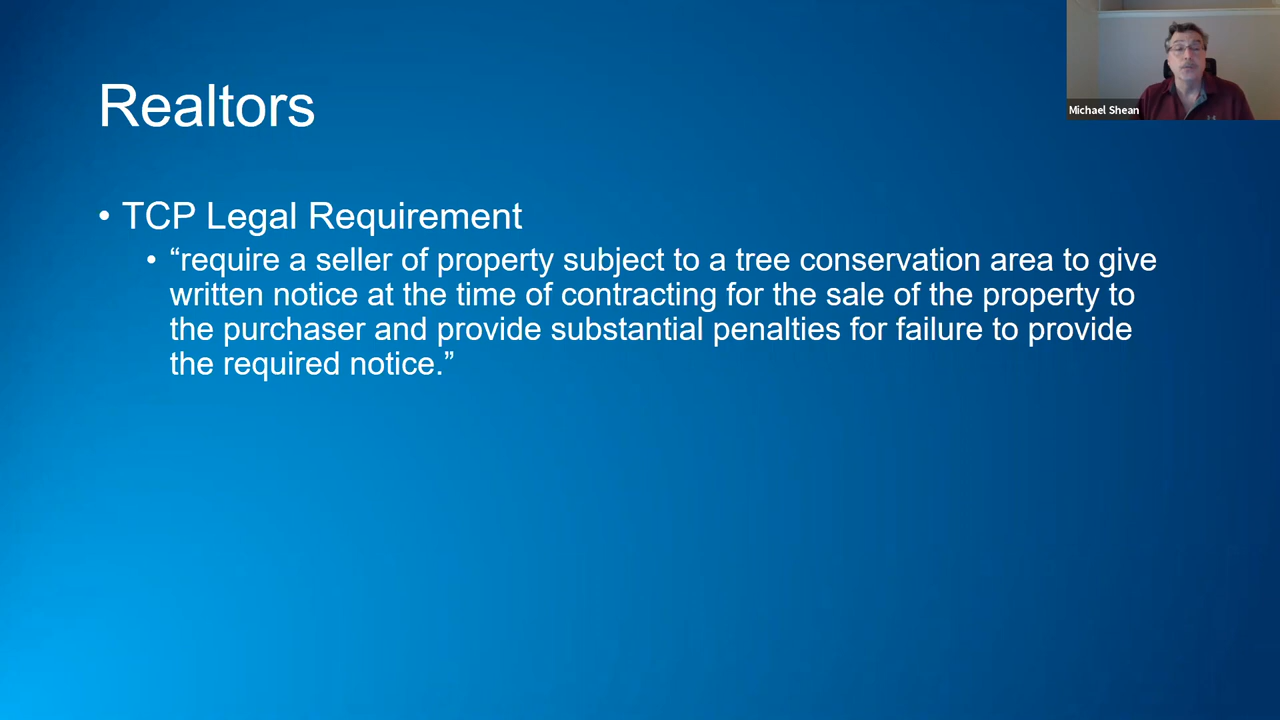 Realtors
Michael Shean
• TCP Legal Requirement
• “require a seller of property subject to a tree conservation area to give
written notice at the time of contracting for the sale of the property to
the purchaser and provide substantial penalties for failure to provide
the required notice.”